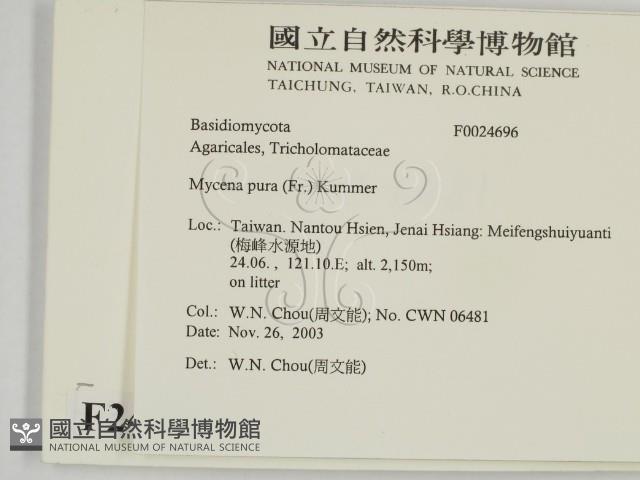 國立自然科學博物館
NATIONAL MUSEUM OF NATURAL SCIENCE
TAICHUNG, TAIWAN, R.O.CHINA
Basidiomycota F0024696
Agaricales, Tricholomataceae
Mycena pura (Fr.) Kummer
Loc.: Taiwan. Nantou Hsien, Jenai Hsiang: Meifengshuiyuanti
(梅峰水源地)
24.06. , 121.10.E; alt. 2,150m;
on litter
Col.: W.N. Chou(周文能); No. CWN 06481
Date: Nov. 26, 2003
Det.: W.N. Chou(周文能)
國立自然科學博物館
NATIONAL MUSEUM OF NATURAL SCIENCE